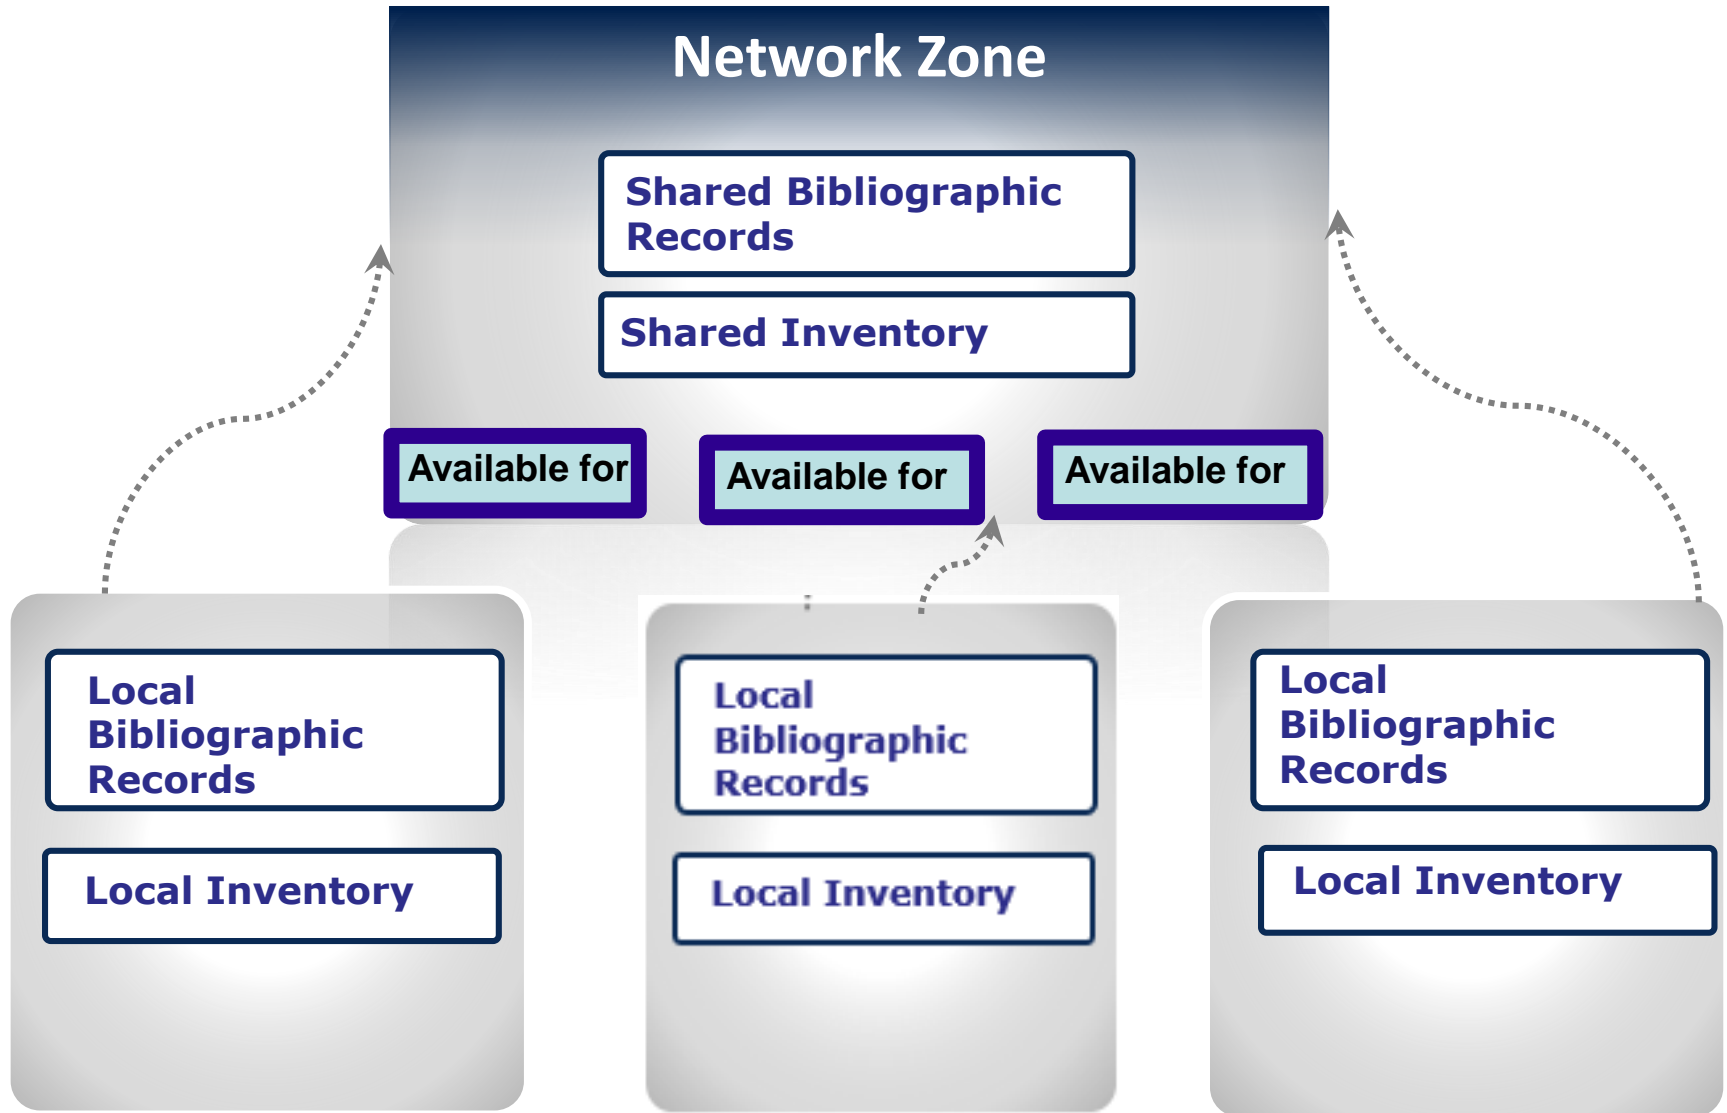 Network Zone
Shared Bibliographic
Records
Shared Inventory
Available for
Available for
Available for
Local
Bibliographic
Records
Local Inventory
Local
Bibliographic
Records
Local Inventory
Local
Bibliographic
Records
Local Inventory